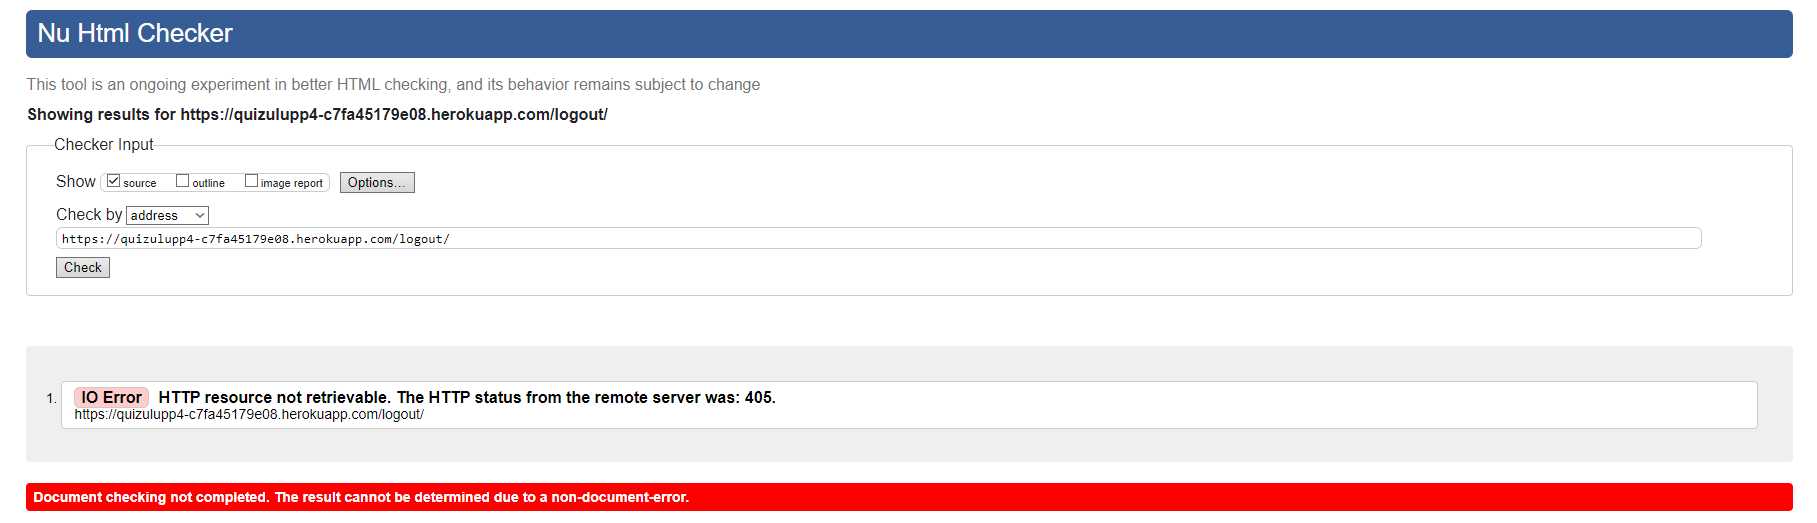 Nu Html Checker
This tool is an ongoing experiment in better HTML checking, and its behavior remains subject to change
Showing results for https://quizulupp4-c7fa45179e08.herokuapp.com/logout/
Checker Input
Show source outline image report Options...
Check by address
https://quizulupp4-c7fa45179e08.herokuapp.com/logout/
Check
1. IO Error HTTP resource not retrievable. The HTTP status from the remote server was: 405.
https://quizulupp4-c7fa45179e08.herokuapp.com/logout/
Document checking not completed. The result cannot be determined due to a non-document-error.